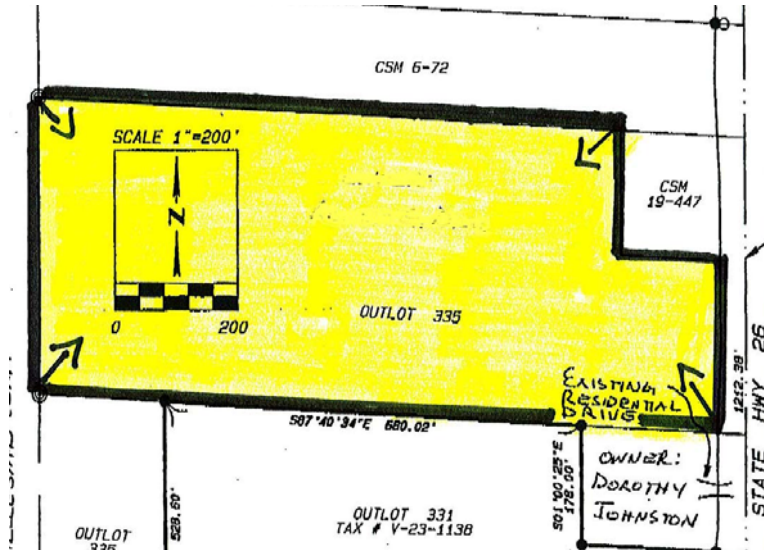 CSM 6-72
SCALE 1"=200'
N
CSM
19-447
0 200
OUTLOT 335
EXISTING
RESIDENTIAL
DRIVE
S87°40'34"E 680.02'
1212.38'
STATE HWY 26
528.60'
S01°00'25"E
178.00'
OWNER:
DOROTHY
JOHNSTON
OUTLOT 331
TAX # V-23-1138
OUTLOT